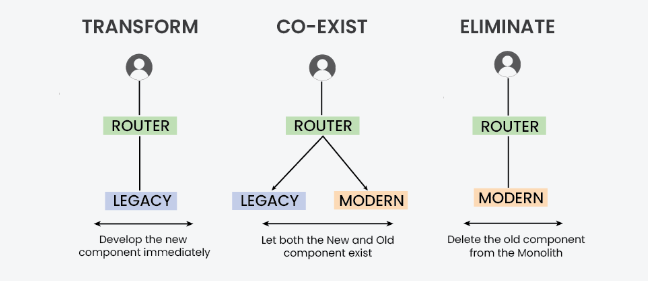 TRANSFORM
ROUTER
LEGACY
Develop the new
component immediately
CO-EXIST
ROUTER
LEGACY
MODERN
Let both the New and Old
component exist
ELIMINATE
ROUTER
MODERN
Delete the old component
from the Monolith